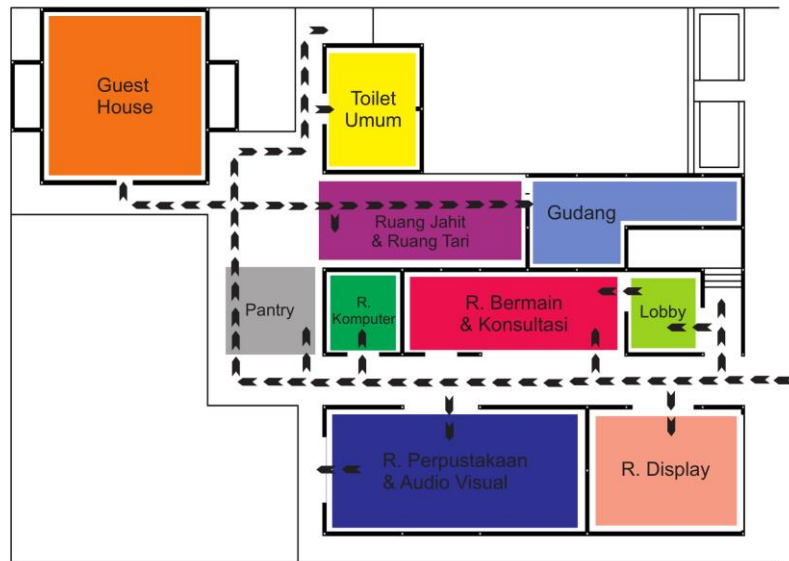 Guest
House
Toilet
Umum
Ruang Jahit
& Ruang Tari
Gudang
Pantry
R.
Komputer
R. Bermain
& Konsultasi
Lobby
R. Perpustakaan
& Audio Visual
R. Display